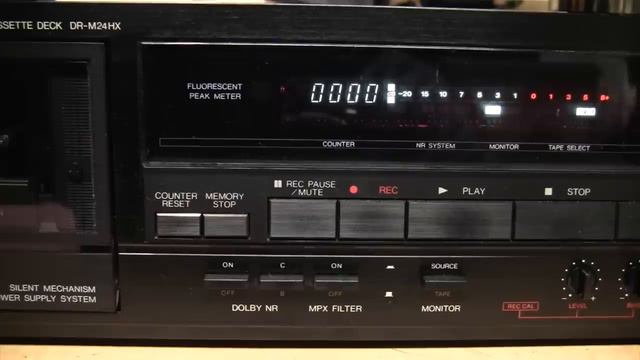 SSETTE DECK DR-M24HX
FLUORESCENT
PEAK METER
0000
-20 15 10 7 5 3 1 0 1 3 5 8+
COUNTER NR SYSTEM MONITOR TAPE SELECT
COUNTER
RESET
MEMORY
STOP
REC PAUSE
/MUTE
REC
PLAY
STOP
ON C ON SOURCE
OFF B OFF TAPE
DOLBY NR MPX FILTER MONITOR
REC CAL LEVEL
SILENT MECHANISM
OWER SUPPLY SYSTEM